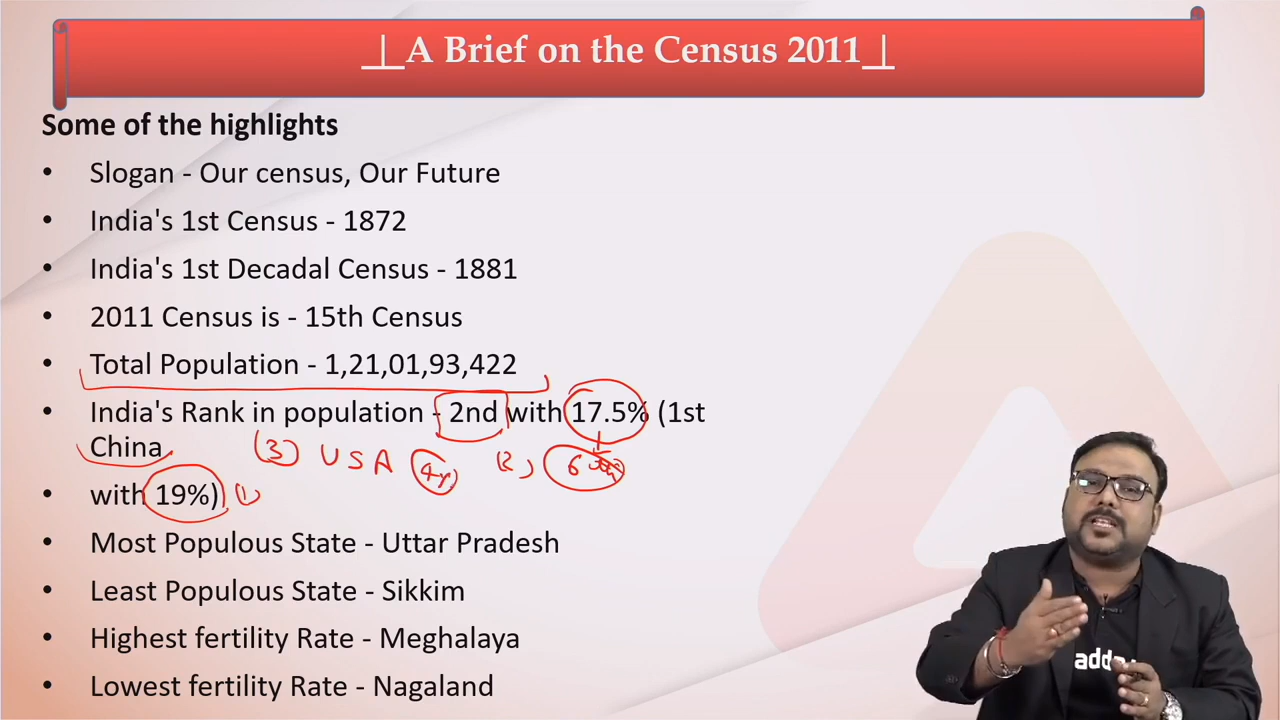 |A Brief on the Census 2011|
Some of the highlights
• Slogan - Our census, Our Future
• India's 1st Census - 1872
• India's 1st Decadal Census - 1881
• 2011 Census is - 15th Census
• Total Population - 1,21,01,93,422
• India's Rank in population - 2nd with 17.5% (1st
China
(3) USA
• with 19%) (1)
• Most Populous State - Uttar Pradesh
• Least Populous State - Sikkim
• Highest fertility Rate - Meghalaya
• Lowest fertility Rate - Nagaland